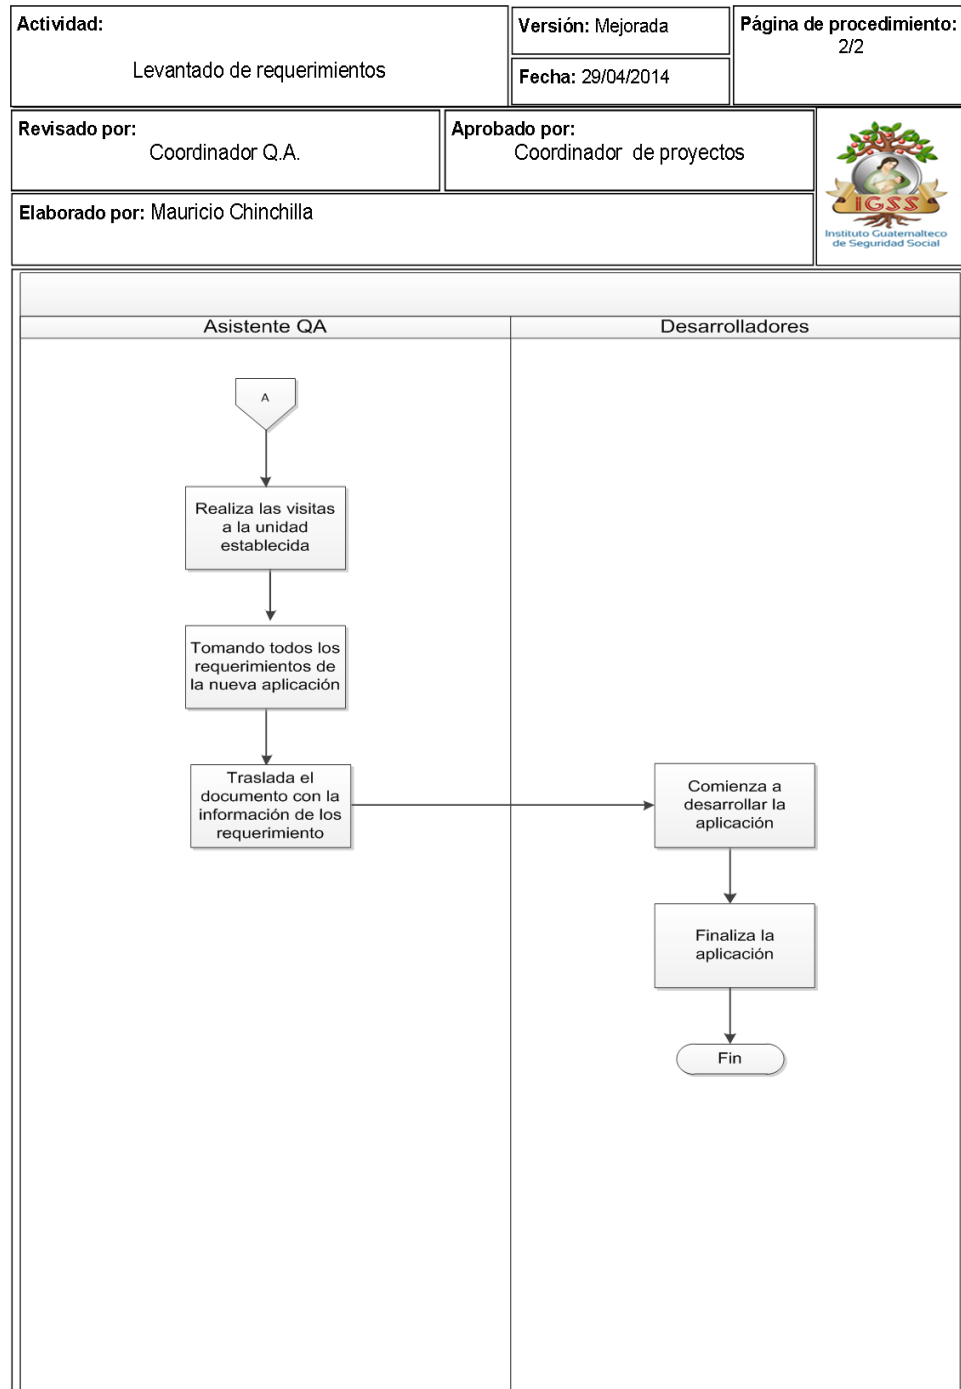 Actividad:
Levantado de requerimientos
Versión: Mejorada
Fecha: 29/04/2014
Página de procedimiento:
2/2
Revisado por:
Coordinador Q.A.
Aprobado por:
Coordinador de proyectos
Elaborado por: Mauricio Chinchilla
IGSS
Instituto Guatemalteco
de Seguridad Social
Asistente QA
Desarrolladores
A
Realiza las visitas
a la unidad
establecida
Tomando todos los
requerimientos de
la nueva aplicación
Traslada el
documento con la
información de los
requerimiento
Comienza a
desarrollar la
aplicación
Finaliza la
aplicación
Fin